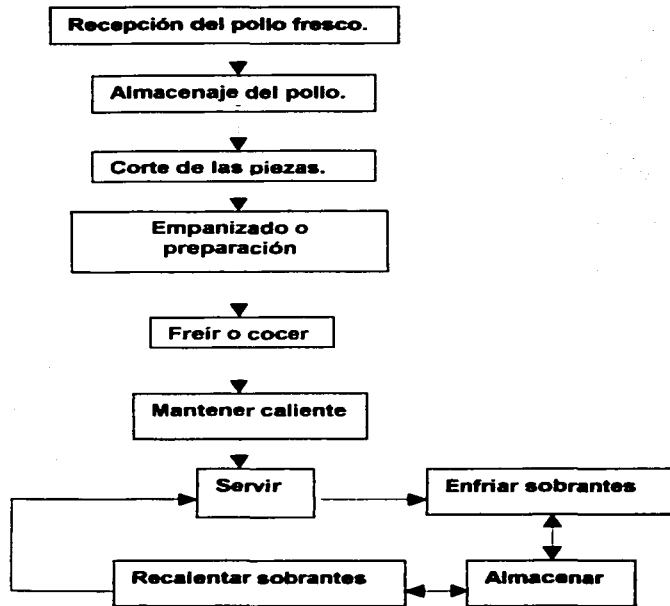 Recepción del pollo fresco.
Almacenaje del pollo.
Corte de las piezas.
Empanizado o
preparación
Freír o cocer
Mantener caliente
Servir
Enfriar sobrantes
Recalentar sobrantes
Almacenar